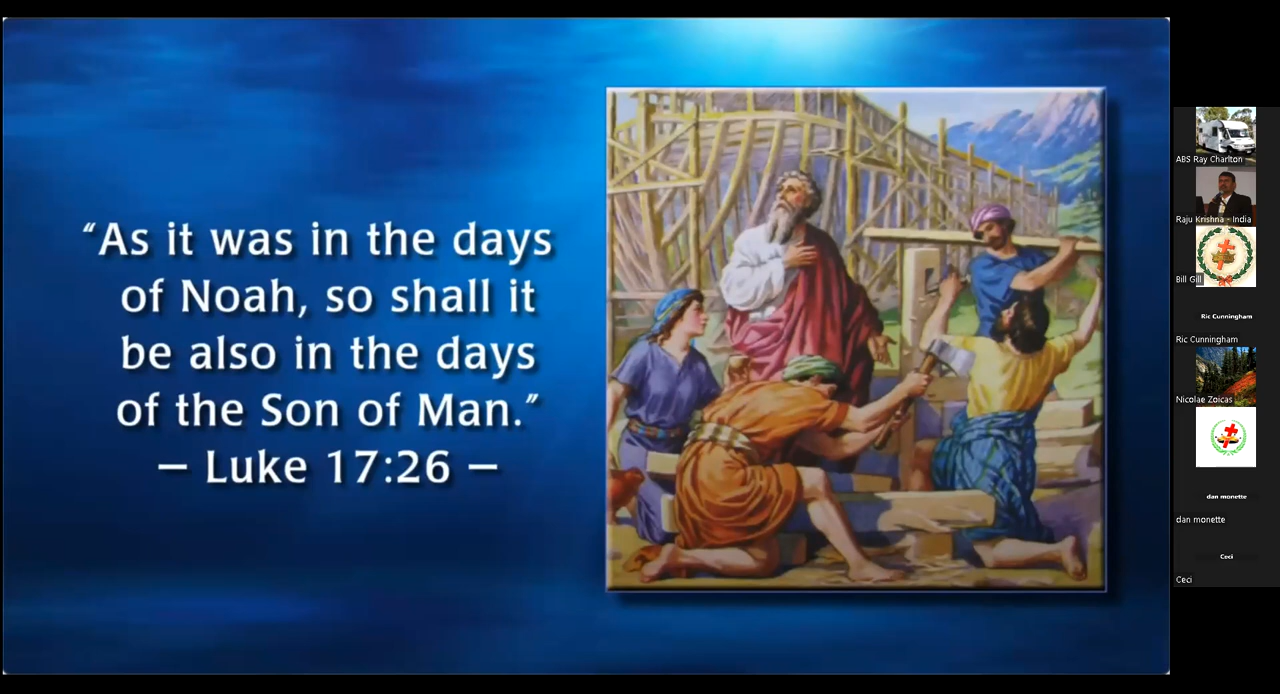 “As it was in the days
of Noah, so shall it
be also in the days
of the Son of Man.”
– Luke 17:26 –
ABS Ray Charlton
Raju Krishna - India
Bill Gill
Ric Cunningham
Ric Cunningham
Nicolae Zoicas
dan monette
dan monette
Ceci
Ceci